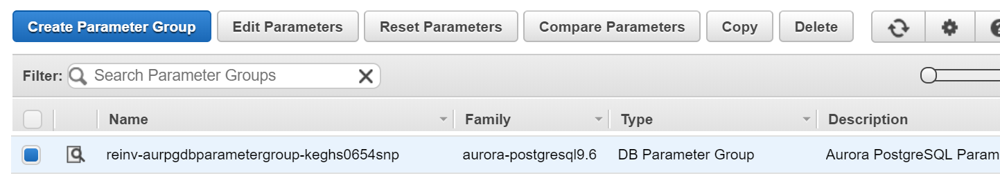 Create Parameter Group Edit Parameters Reset Parameters Compare Parameters Copy Delete
Filter: Search Parameter Groups
Name Family Type Description
reinv-aurpgdbparametergroup-keghs0654snp aurora-postgresql9.6 DB Parameter Group Aurora PostgreSQL Param